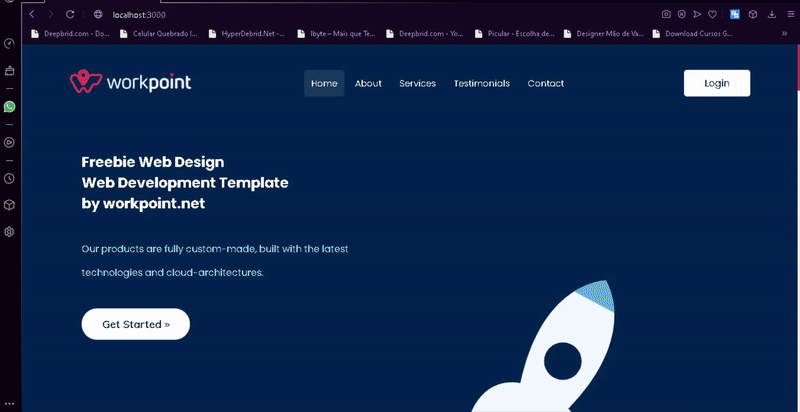 localhost:3000
Deepbrid.com - Do...
Celular Quebrado I...
HyperDebrid.Net -...
Ibyte – Mais que Te...
Deepbrid.com - Yo...
Picular - Escolha de...
Designer Mão de Va...
Download Cursos G...
»
workpoint
Home
About
Services
Testimonials
Contact
Login
Freebie Web Design
Web Development Template
by workpoint.net
Our products are fully custom-made, built with the latest
technologies and cloud-architectures.
Get Started »